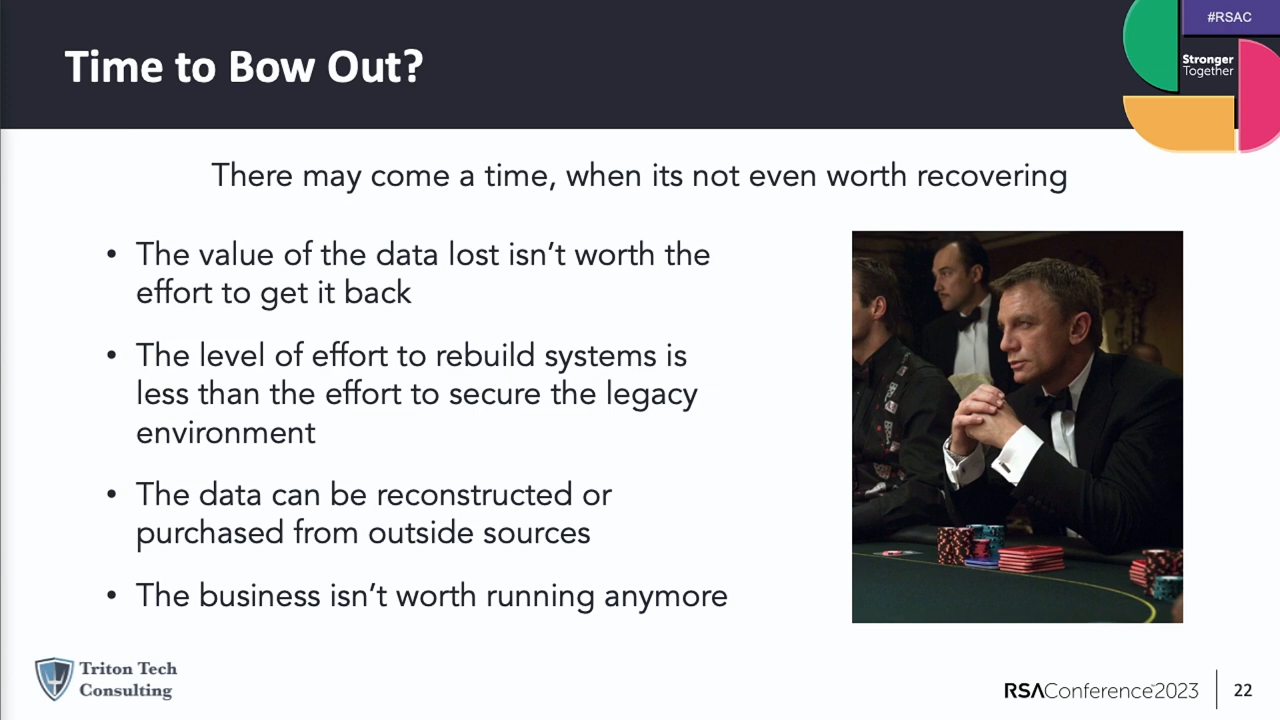 #RSAC
Time to Bow Out?
Stronger
Together
There may come a time, when its not even worth recovering
• The value of the data lost isn’t worth the
effort to get it back
• The level of effort to rebuild systems is
less than the effort to secure the legacy
environment
• The data can be reconstructed or
purchased from outside sources
• The business isn’t worth running anymore
Triton Tech
Consulting
RSAConference™2023
22